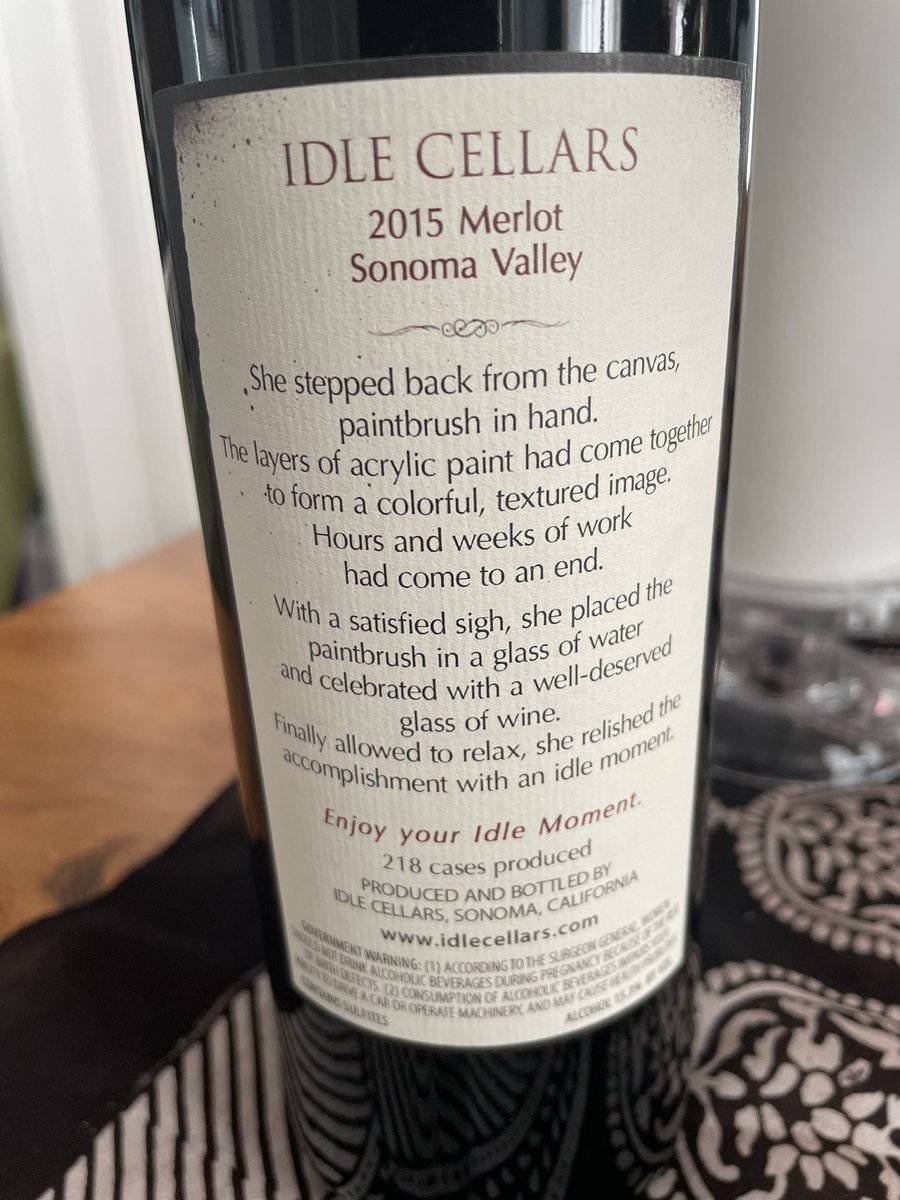 IDLE CELLARS
2015 Merlot
Sonoma Valley
She stepped back from the canvas,
paintbrush in hand.
The layers of acrylic paint had come together
to form a colorful, textured image.
Hours and weeks of work
had come to an end.
With a satisfied sigh, she placed the
paintbrush in a glass of water
and celebrated with a well-deserved
glass of wine.
Finally allowed to relax, she relished the
accomplishment with an idle moment.
Enjoy your Idle Moment.
218 cases produced
PRODUCED AND BOTTLED BY
IDLE CELLARS, SONOMA, CALIFORNIA
www.idlecellars.com
GOVERNMENT WARNING: (1) ACCORDING TO THE SURGEON GENERAL, WOMEN
SHOULD NOT DRINK ALCOHOLIC BEVERAGES DURING PREGNANCY BECAUSE OF THE RISK
OF BIRTH DEFECTS. (2) CONSUMPTION OF ALCOHOLIC BEVERAGES IMPAIRS YOUR
ABILITY TO DRIVE A CAR OR OPERATE MACHINERY, AND MAY CAUSE HEALTH PROBLEMS.
CONTAINS SULFITES ALCOHOL BY VOL.